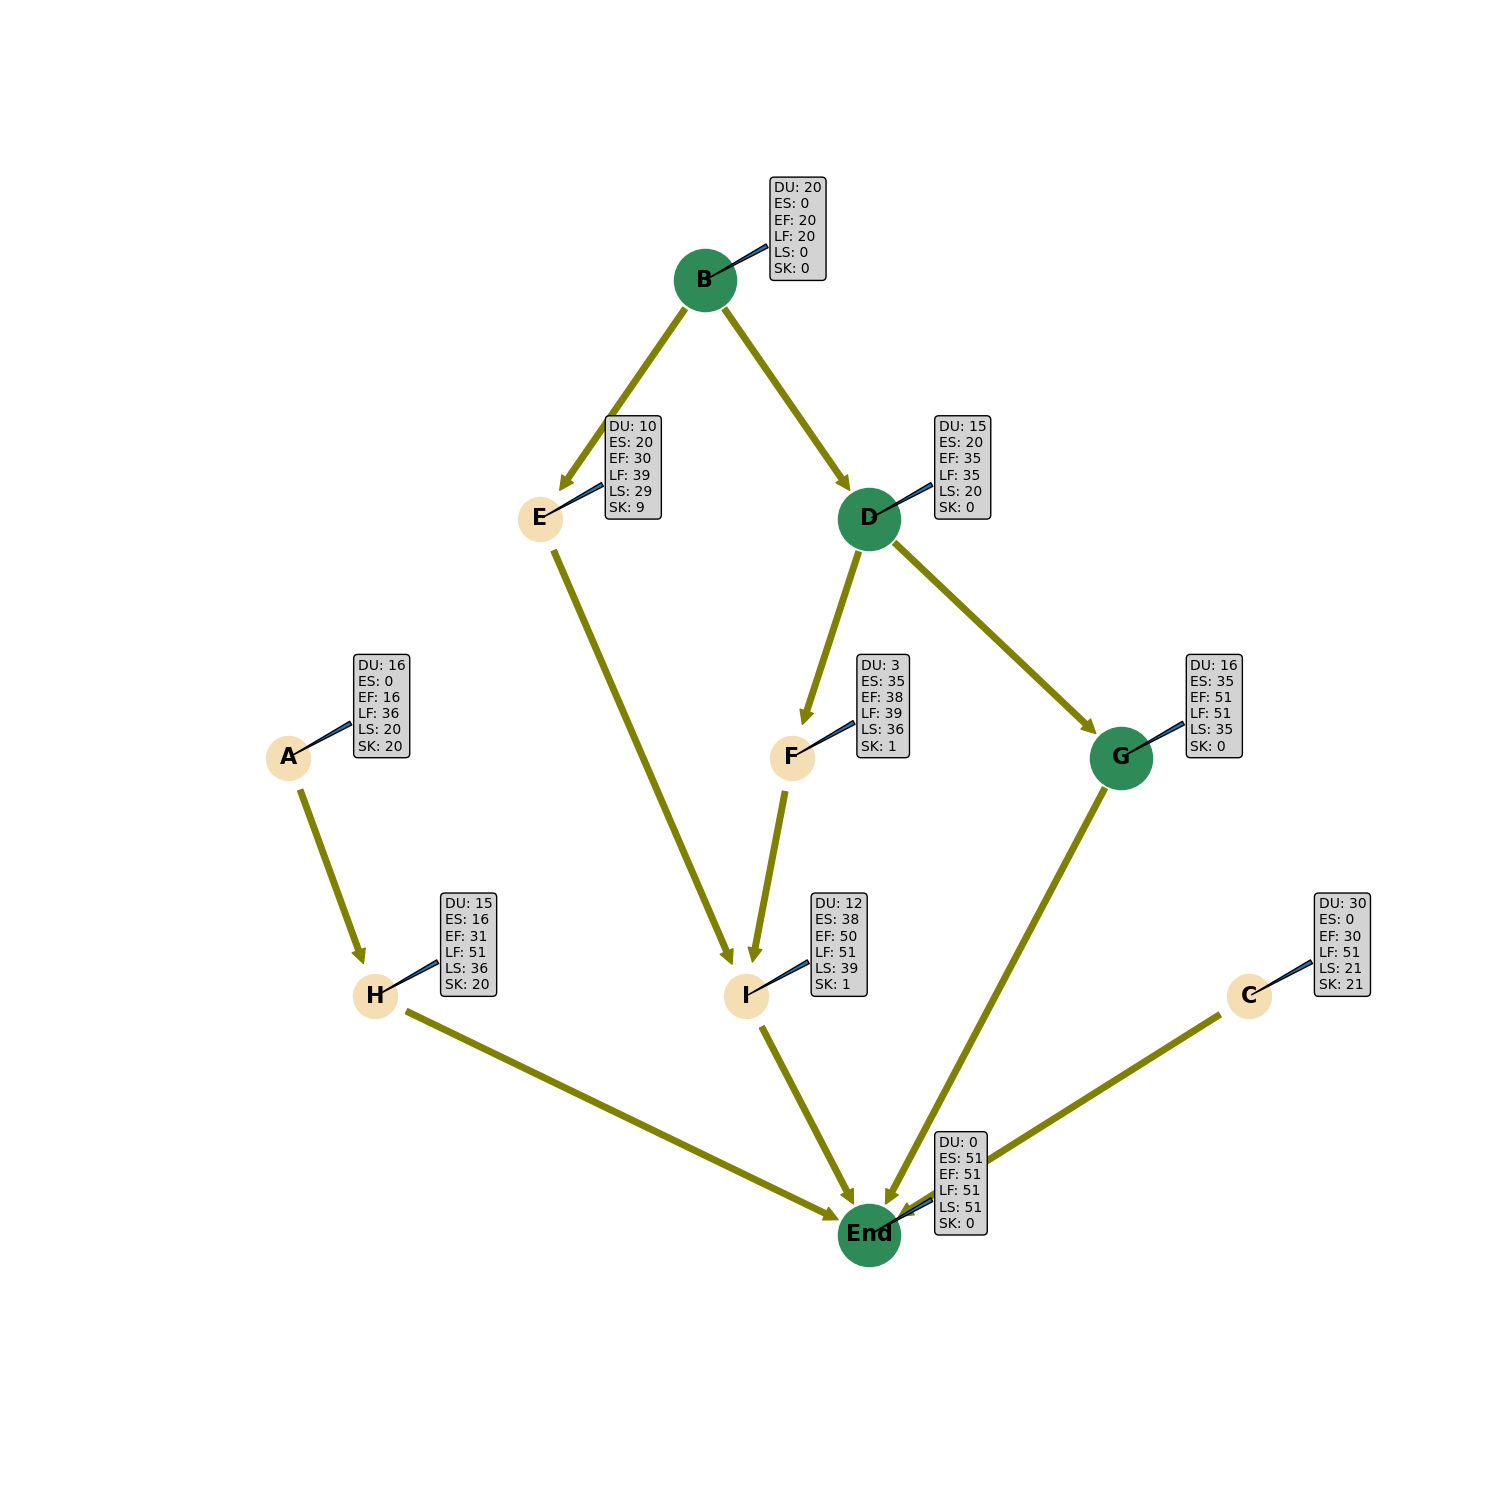 DU: 20
ES: 0
EF: 20
LF: 20
LS: 0
SK: 0
B
DU: 10
ES: 20
EF: 30
LF: 39
LS: 29
SK: 9
E
DU: 15
ES: 20
EF: 35
LF: 35
LS: 20
SK: 0
D
DU: 16
ES: 0
EF: 16
LF: 36
LS: 20
SK: 20
A
DU: 3
ES: 35
EF: 38
LF: 39
LS: 36
SK: 1
F
DU: 16
ES: 35
EF: 51
LF: 51
LS: 35
SK: 0
G
DU: 15
ES: 16
EF: 31
LF: 51
LS: 36
SK: 20
H
DU: 12
ES: 38
EF: 50
LF: 51
LS: 39
SK: 1
I
DU: 30
ES: 0
EF: 30
LF: 51
LS: 21
SK: 21
C
DU: 0
ES: 51
EF: 51
LF: 51
LS: 51
SK: 0
End